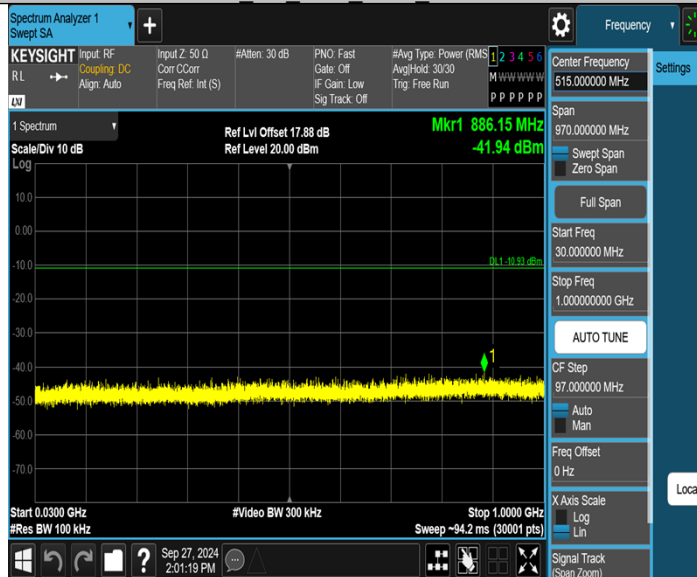 Spectrum Analyzer 1
Swept SA
Frequency
KEYSIGHT
RL
LXI
Input: RF
Coupling: DC
Align: Auto
Input Z: 50 Ω
Corr CCorr
Freq Ref: Int (S)
#Atten: 30 dB
PNO: Fast
Gate: Off
IF Gain: Low
Sig Track: Off
#Avg Type: Power (RMS
Avg|Hold: 30/30
Trig: Free Run
1 2 3 4 5 6
M W W W W W
P P P P P P
1 Spectrum
Scale/Div 10 dB
Log
Ref Lvl Offset 17.88 dB
Ref Level 20.00 dBm
Mkr1 886.15 MHz
-41.94 dBm
10.0
0.00
-10.0
DL1 -10.93 dBm
-20.0
-30.0
-40.0
1
-50.0
-60.0
-70.0
Start 0.0300 GHz
#Video BW 300 kHz
Stop 1.0000 GHz
#Res BW 100 kHz
Sweep ~94.2 ms (30001 pts)
?
Sep 27, 2024
2:01:19 PM
Center Frequency
515.000000 MHz
Span
970.000000 MHz
Swept Span
Zero Span
Full Span
Start Freq
30.000000 MHz
Stop Freq
1.000000000 GHz
AUTO TUNE
CF Step
97.000000 MHz
Auto
Man
Freq Offset
0 Hz
X Axis Scale
Log
Lin
Signal Track
(Span Zoom)
Settings
Loca